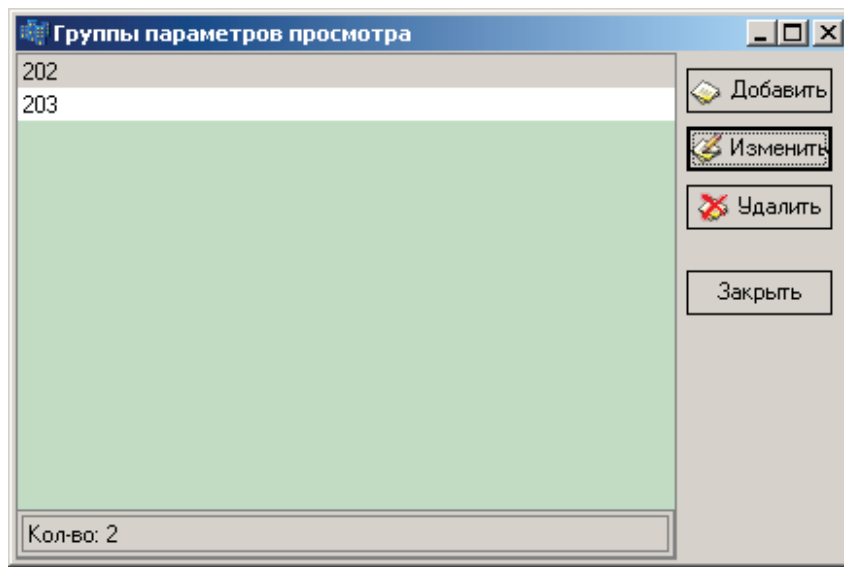 Группы параметров просмотра
202
203
Добавить
Изменить
Удалить
Закрыть
Кол-во: 2